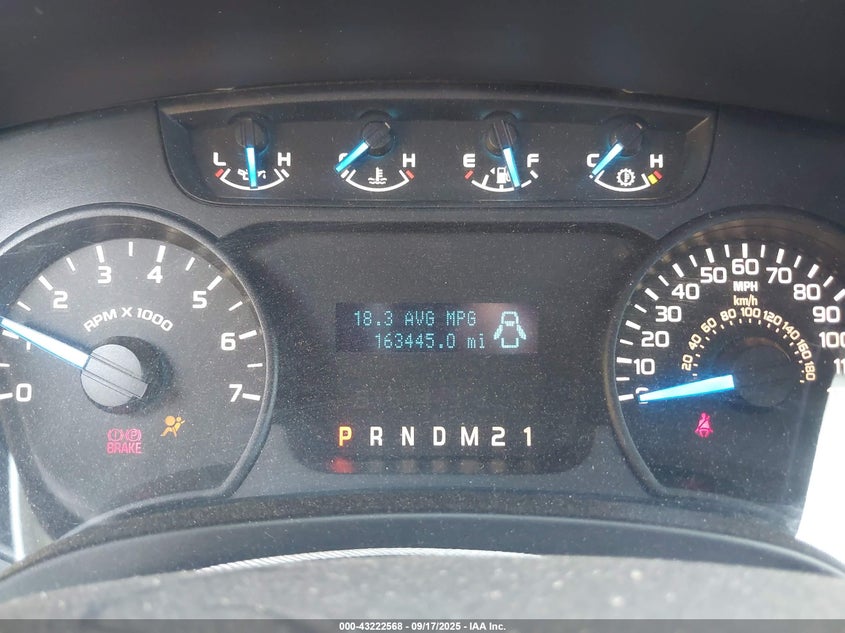 L H C H E F C H
0 1 2 3 4 5 6 7
RPM X 1000
BRAKE
18.3 AVG MPG
163445.0 mi
P R N D M 2 1
0 10 20 30 40 50 60 70 80 90 100
MPH
km/h
20 40 60 80 100 120 140 160 180
000-43222568 - 09/17/2025 - IAA Inc.